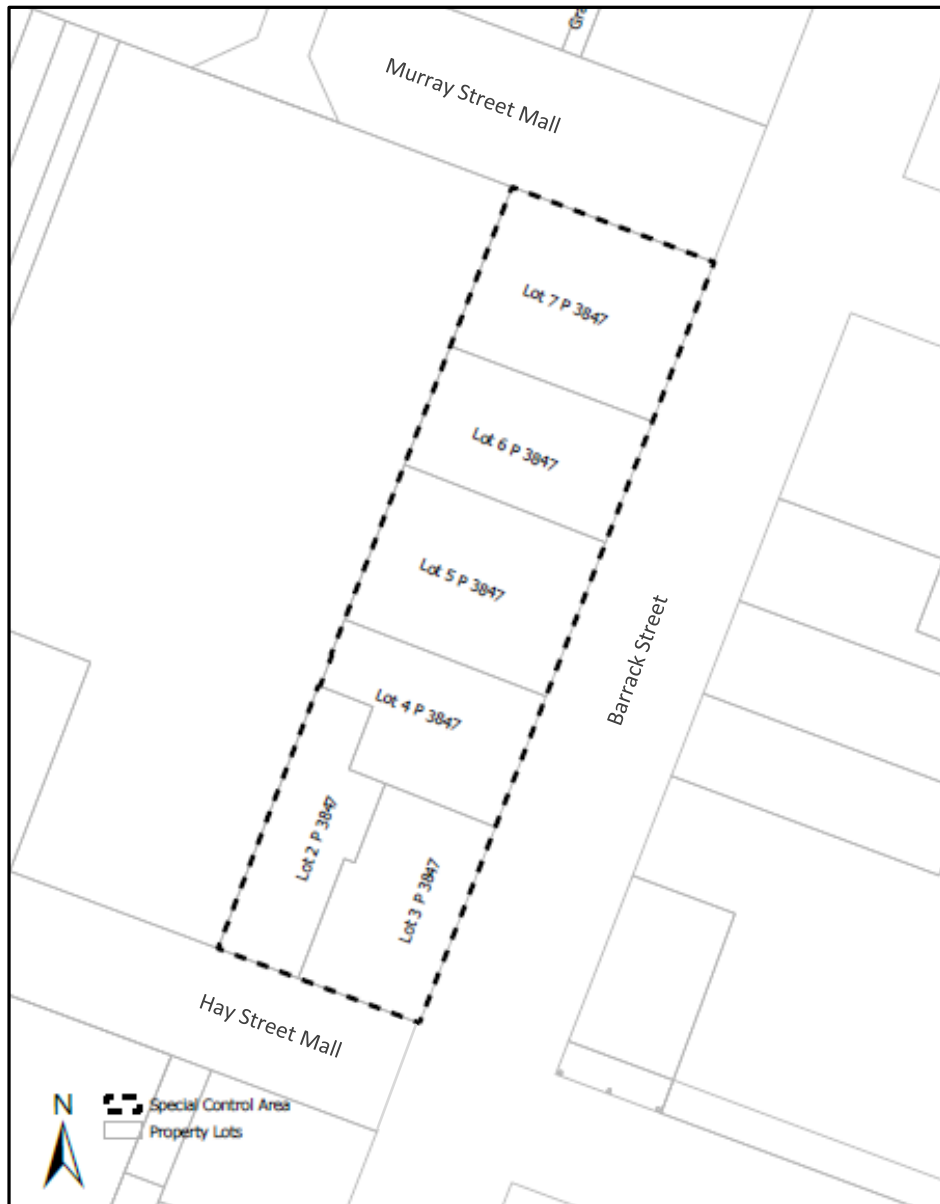 Gra
Murray Street Mall
Lot 7 P 3847
Lot 6 P 3847
Lot 5 P 3847
Barrack Street
Lot 4 P 3847
Lot 2 P 3847
Lot 3 P 3847
Hay Street Mall
N
Special Control Area
Property Lots